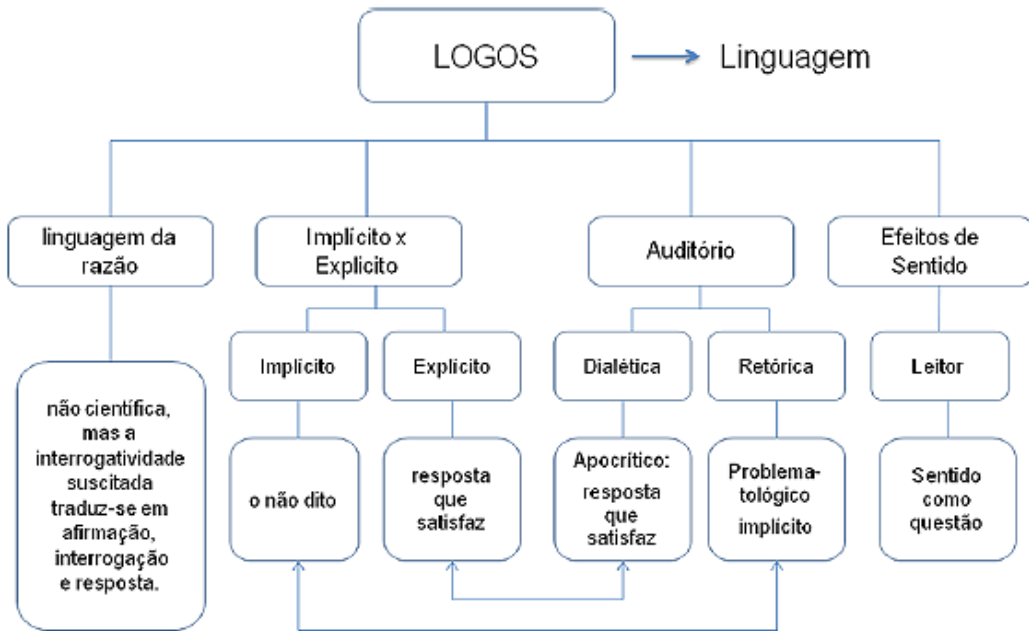 LOGOS
Linguagem
linguagem da
razão
Implícito x
Explícito
Auditório
Efeitos de
Sentido
Implícito
Explícito
Dialética
Retórica
Leitor
não científica,
mas a
interrogatividade
suscitada
traduz-se em
afirmação,
interrogação
e resposta.
o não dito
resposta
que
satisfaz
Apocrítico:
resposta
que
satisfaz
Problema-
tológico
implícito
Sentido
como
questão